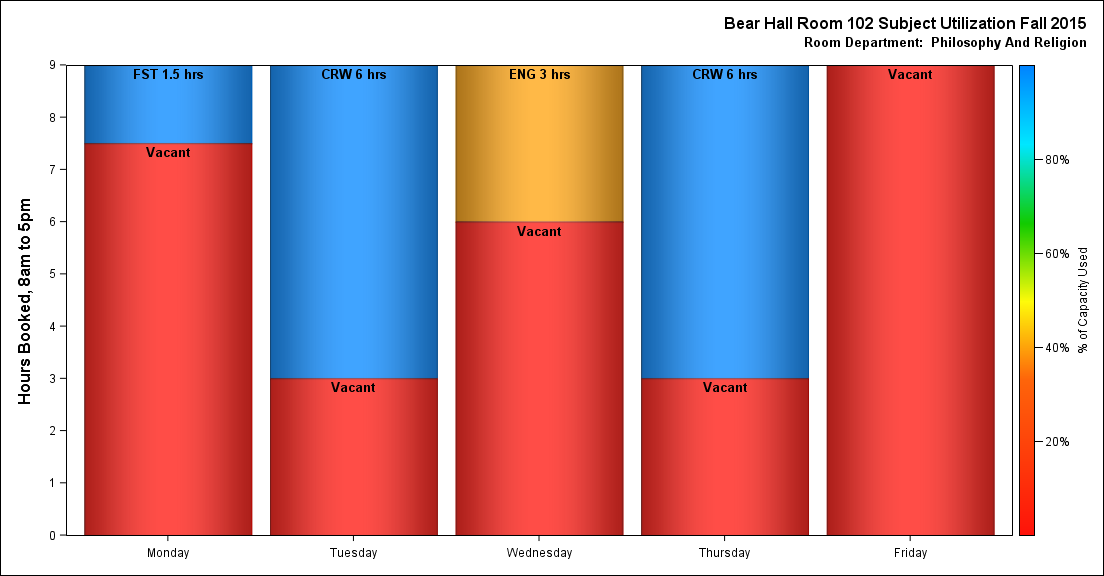 Bear Hall Room 102 Subject Utilization Fall 2015
Room Department:  Philosophy And Religion
Hours Booked, 8am to 5pm
9
8
7
6
5
4
3
2
1
0
FST 1.5 hrs
Vacant
CRW 6 hrs
Vacant
ENG 3 hrs
Vacant
CRW 6 hrs
Vacant
Vacant
Monday
Tuesday
Wednesday
Thursday
Friday
80%
60%
40%
20%
% of Capacity Used